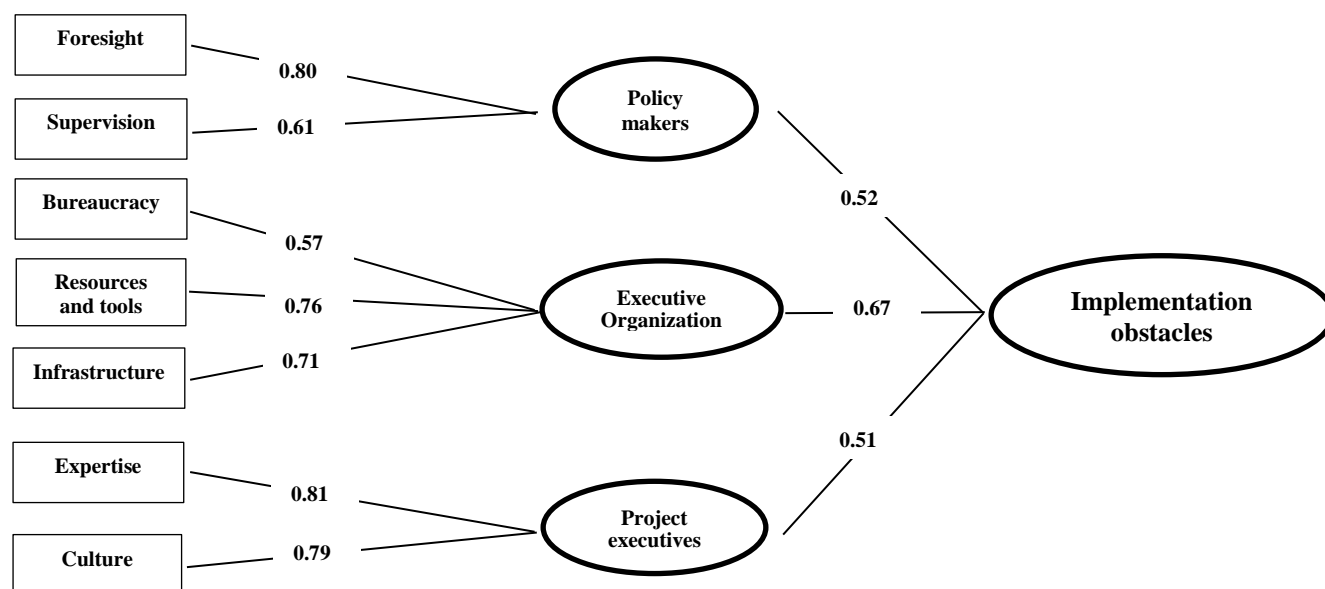 Foresight
0.80
Supervision
0.61
Policy
makers
Bureaucracy
0.57
0.52
Resources
and tools
0.76
Executive
Organization
0.67
Implementation
obstacles
Infrastructure
0.71
Expertise
0.81
0.51
Project
executives
Culture
0.79